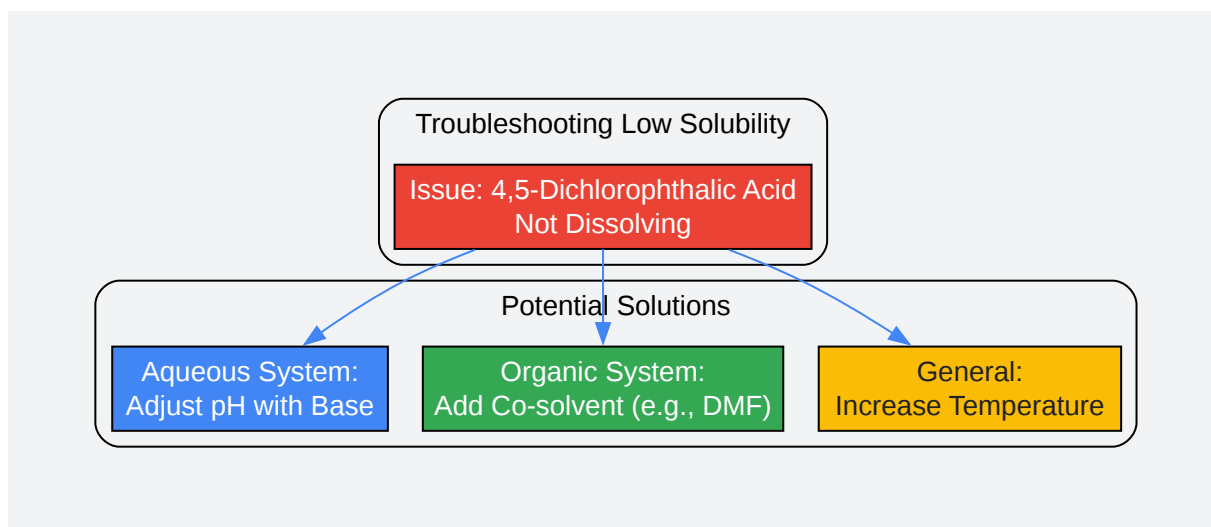 Troubleshooting Low Solubility
Issue: 4,5-Dichlorophthalic Acid
Not Dissolving
Potential Solutions
Aqueous System:
Adjust pH with Base
Organic System:
Add Co-solvent (e.g., DMF)
General:
Increase Temperature